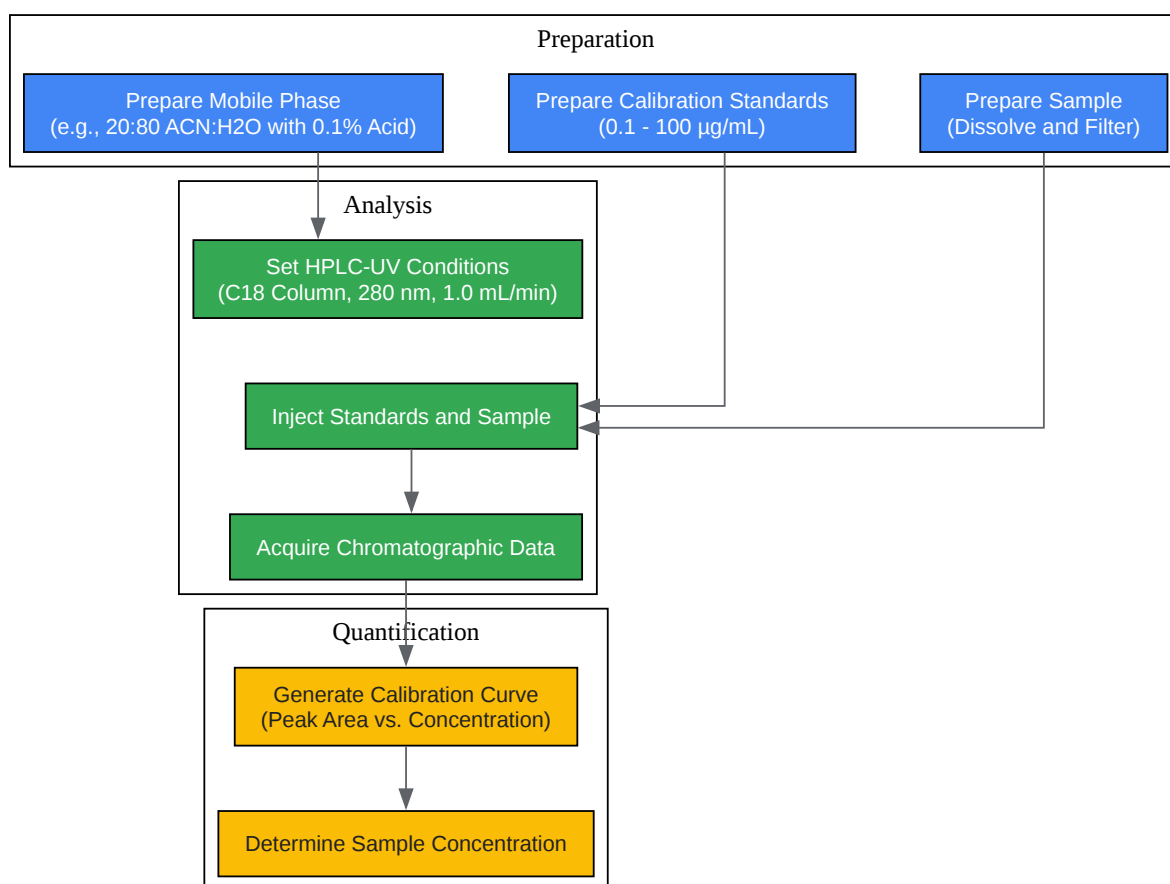 Preparation
Prepare Mobile Phase
(e.g., 20:80 ACN:H2O with 0.1% Acid)
Prepare Calibration Standards
(0.1 - 100 µg/mL)
Prepare Sample
(Dissolve and Filter)
Analysis
Set HPLC-UV Conditions
(C18 Column, 280 nm, 1.0 mL/min)
Inject Standards and Sample
Acquire Chromatographic Data
Quantification
Generate Calibration Curve
(Peak Area vs. Concentration)
Determine Sample Concentration